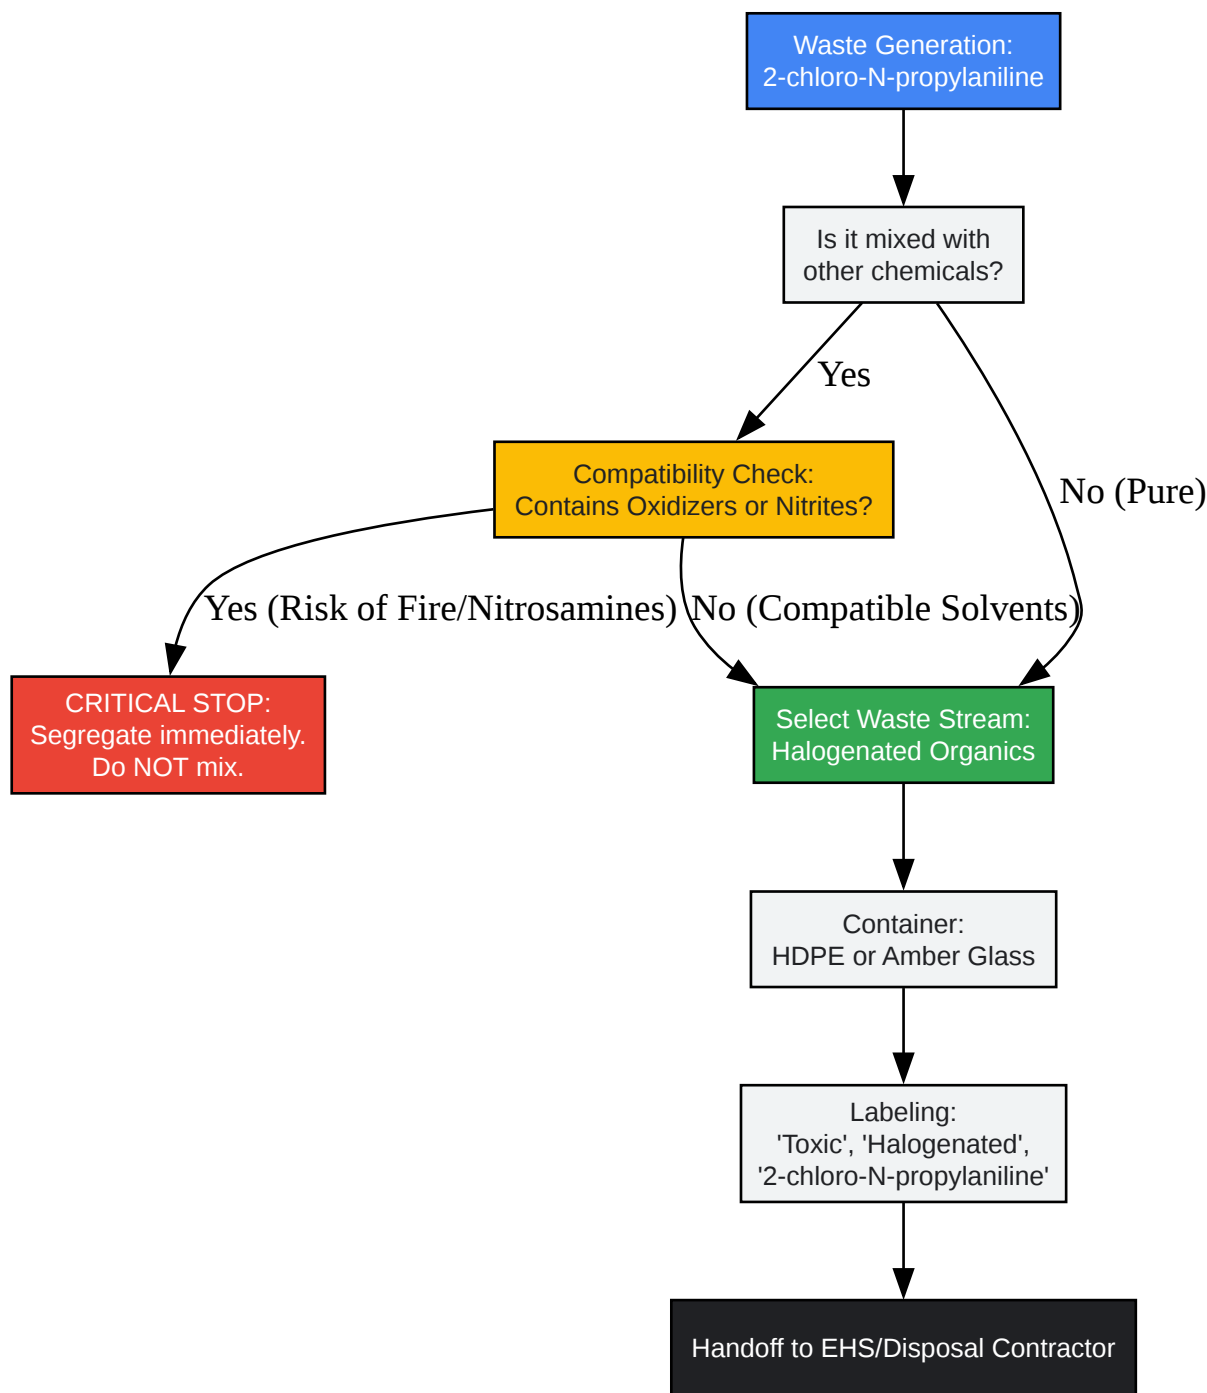 Waste Generation:
2-chloro-N-propylaniline
Is it mixed with
other chemicals?
Yes
No (Pure)
Compatibility Check:
Contains Oxidizers or Nitrites?
Yes (Risk of Fire/Nitrosamines)
No (Compatible Solvents)
CRITICAL STOP:
Segregate immediately.
Do NOT mix.
Select Waste Stream:
Halogenated Organics
Container:
HDPE or Amber Glass
Labeling:
'Toxic', 'Halogenated',
'2-chloro-N-propylaniline'
Handoff to EHS/Disposal Contractor